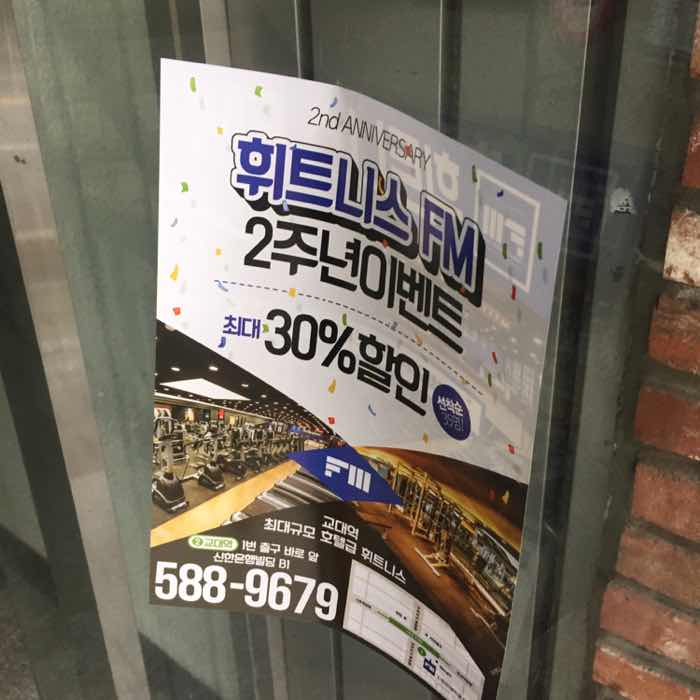 2nd ANNIVERSARY
휘트니스 FM
2주년이벤트
최대 30%할인
선착순
FM
교대역
최대규모 호텔급 휘트니스
2 교대역 1번 출구 바로 앞
신한은행빌딩 B1
588-9679